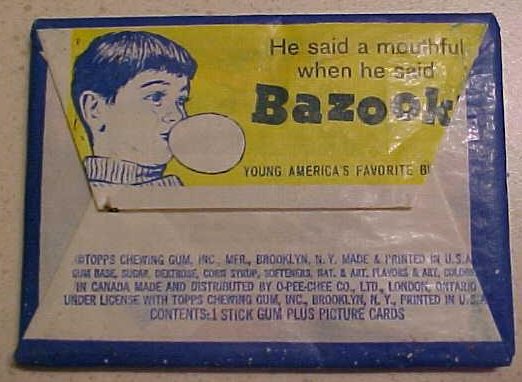 He said a mouthful
when he said
Bazook
YOUNG AMERICA'S FAVORITE B
©TOPPS CHEWING GUM, INC., MFR., BROOKLYN, N. Y. MADE & PRINTED IN U.S.A.
GUM BASE, SUGAR, DEXTROSE, CORN SYRUP, SOFTENERS, NAT. & ART. FLAVORS & ART. COLORING
IN CANADA MADE AND DISTRIBUTED BY O-PEE-CHEE CO., LTD., LONDON, ONTARIO
UNDER LICENSE WITH TOPPS CHEWING GUM, INC., BROOKLYN, N. Y., PRINTED IN U.S.A.
CONTENTS: 1 STICK GUM PLUS PICTURE CARDS